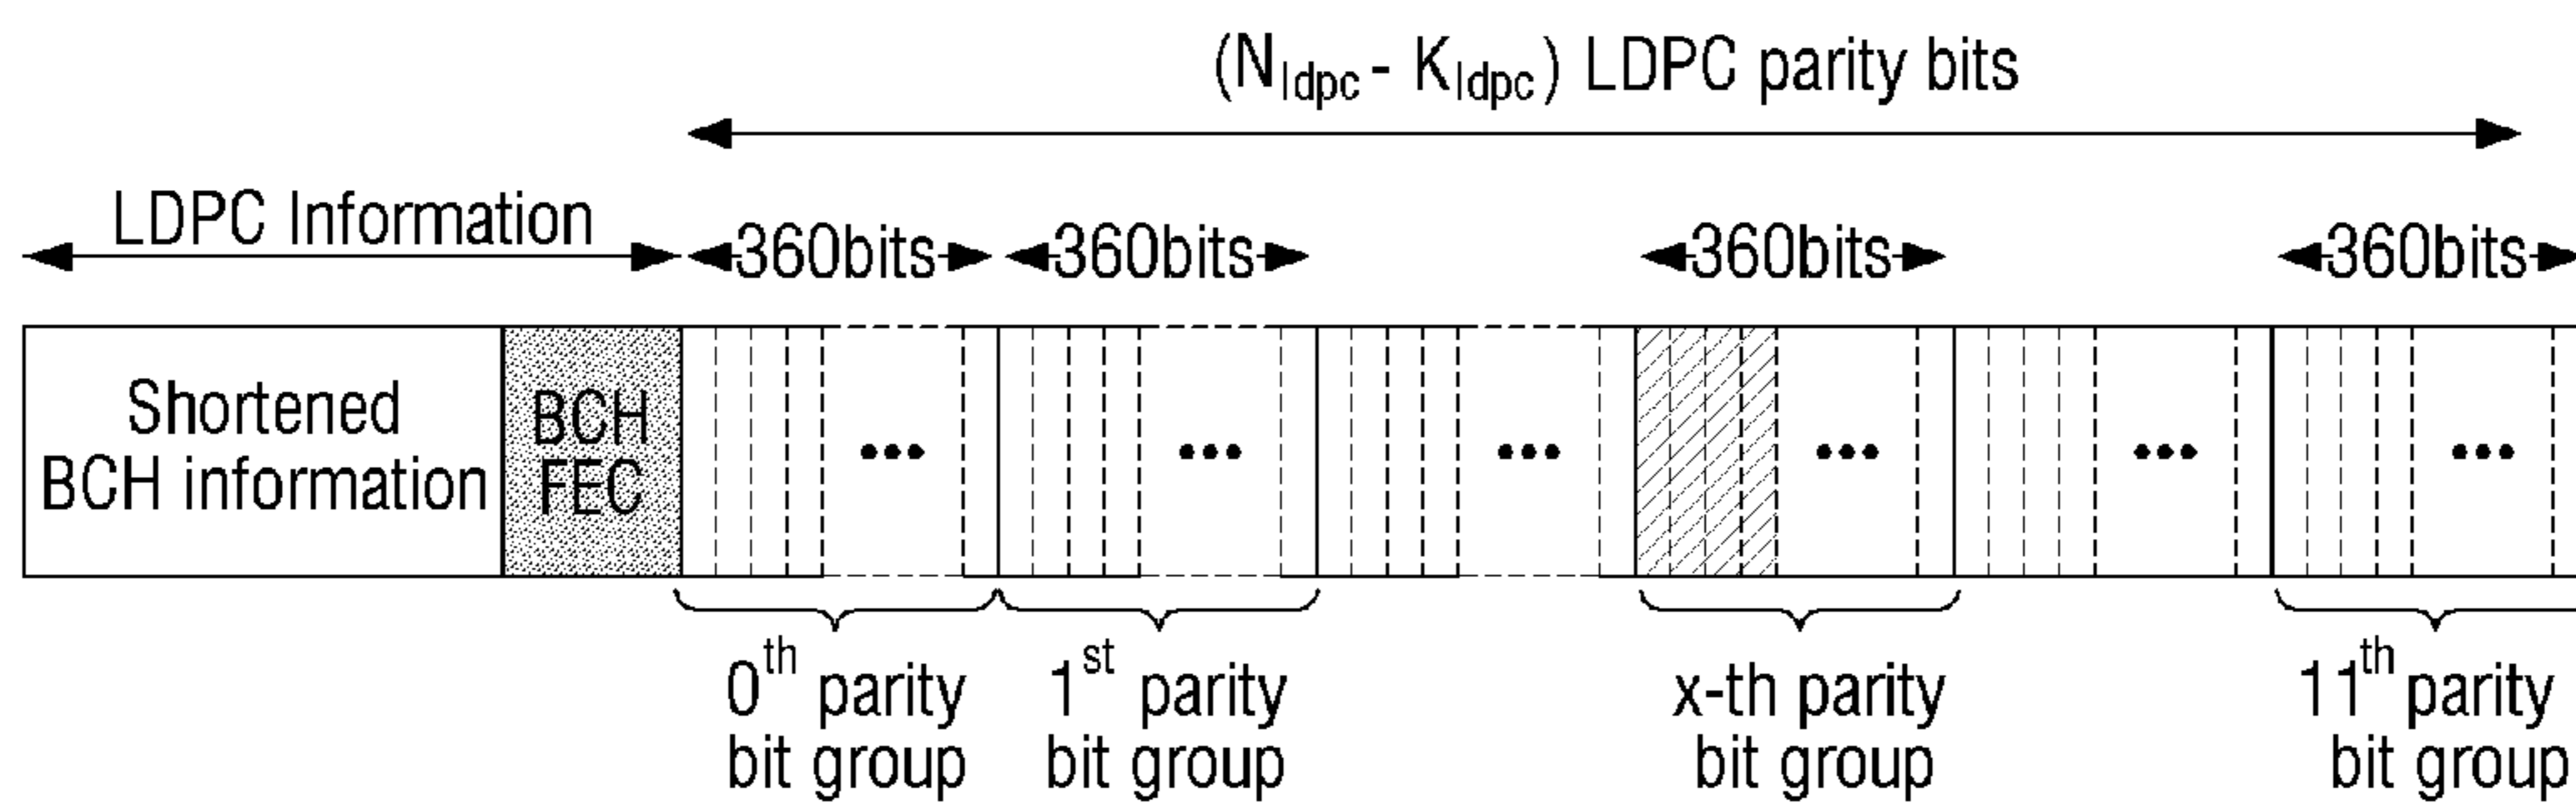 (Nldpc - Kldpc) LDPC parity bits
LDPC Information
360bits 360bits 360bits 360bits
Shortened
BCH information
BCH
FEC
... ... ... ... ... ...
0th parity
bit group
1st parity
bit group
x-th parity
bit group
11th parity
bit group